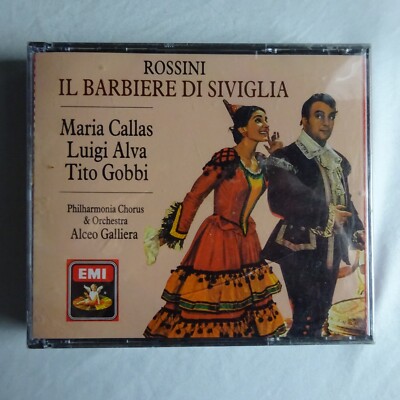 ROSSINI
IL BARBIERE DI SIVIGLIA
Maria Callas
Luigi Alva
Tito Gobbi
Philharmonia Chorus
& Orchestra
Alceo Galliera
EMI